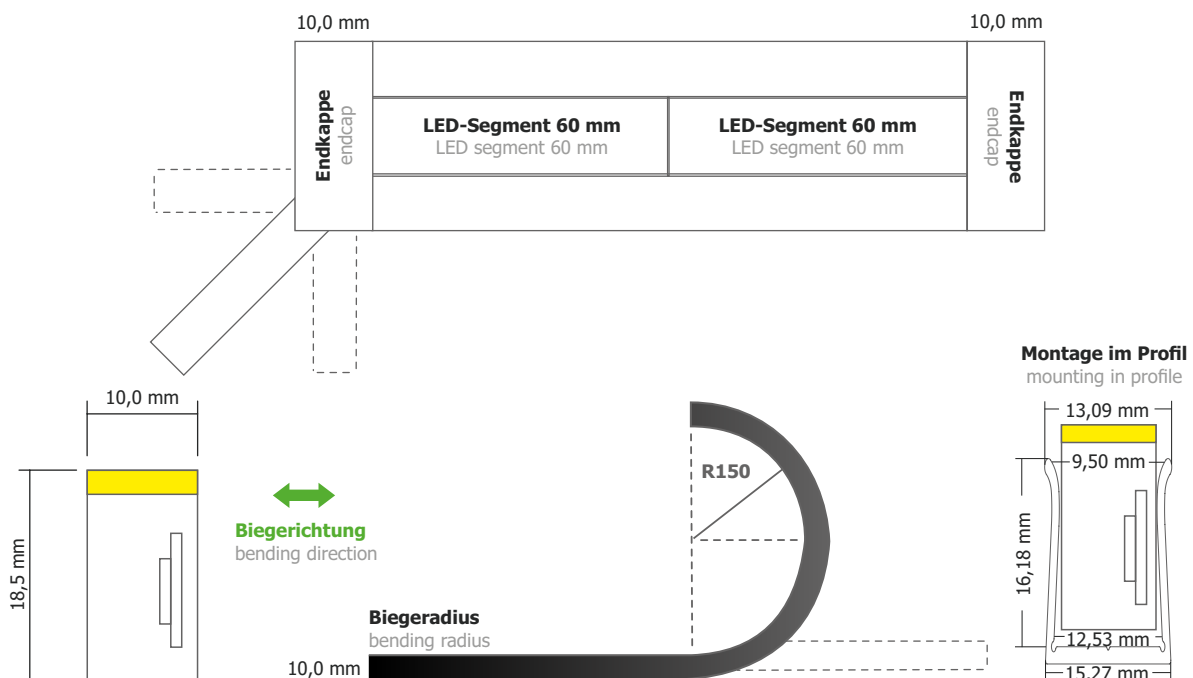 10,0 mm
10,0 mm
Endkappe
endcap
LED-Segment 60 mm
LED segment 60 mm
LED-Segment 60 mm
LED segment 60 mm
Endkappe
endcap
Montage im Profil
mounting in profile
10,0 mm
13,09 mm
9,50 mm
R150
18,5 mm
Biegerichtung
bending direction
16,18 mm
Biegeradius
bending radius
10,0 mm
12,53 mm
15,27 mm